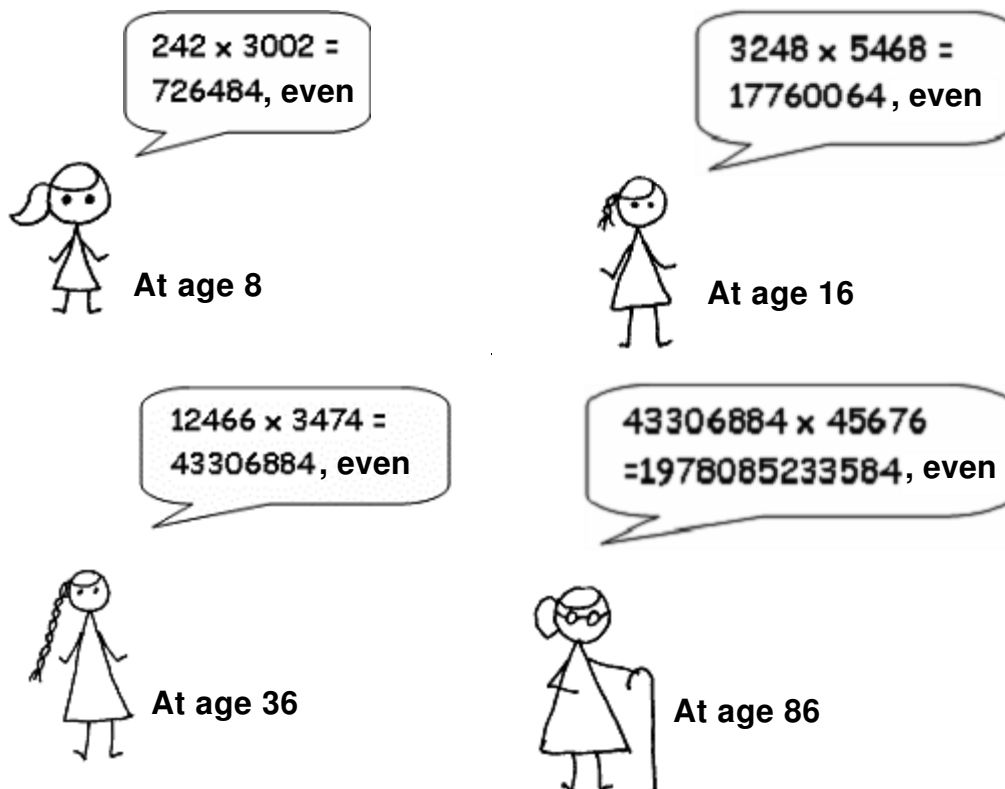 242 x 3002 =
726484, even
At age 8
3248 x 5468 =
17760064, even
At age 16
12466 x 3474 =
43306884, even
At age 36
43306884 x 45676
=1978085233584, even
At age 86